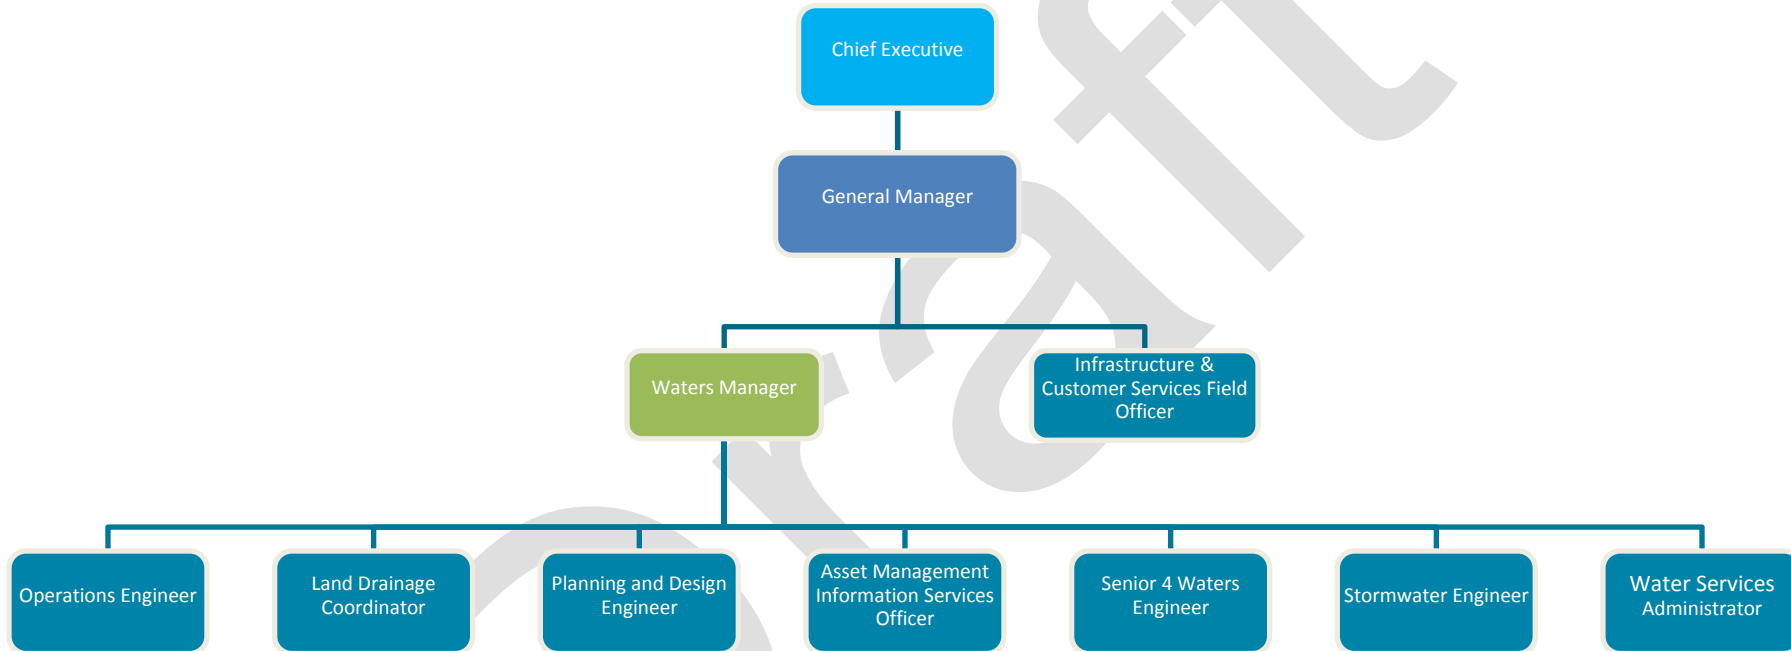 Chief Executive
General Manager
Waters Manager
Infrastructure &
Customer Services Field
Officer
Operations Engineer
Land Drainage
Coordinator
Planning and Design
Engineer
Asset Management
Information Services
Officer
Senior 4 Waters
Engineer
Stormwater Engineer
Water Services
Administrator
Draft